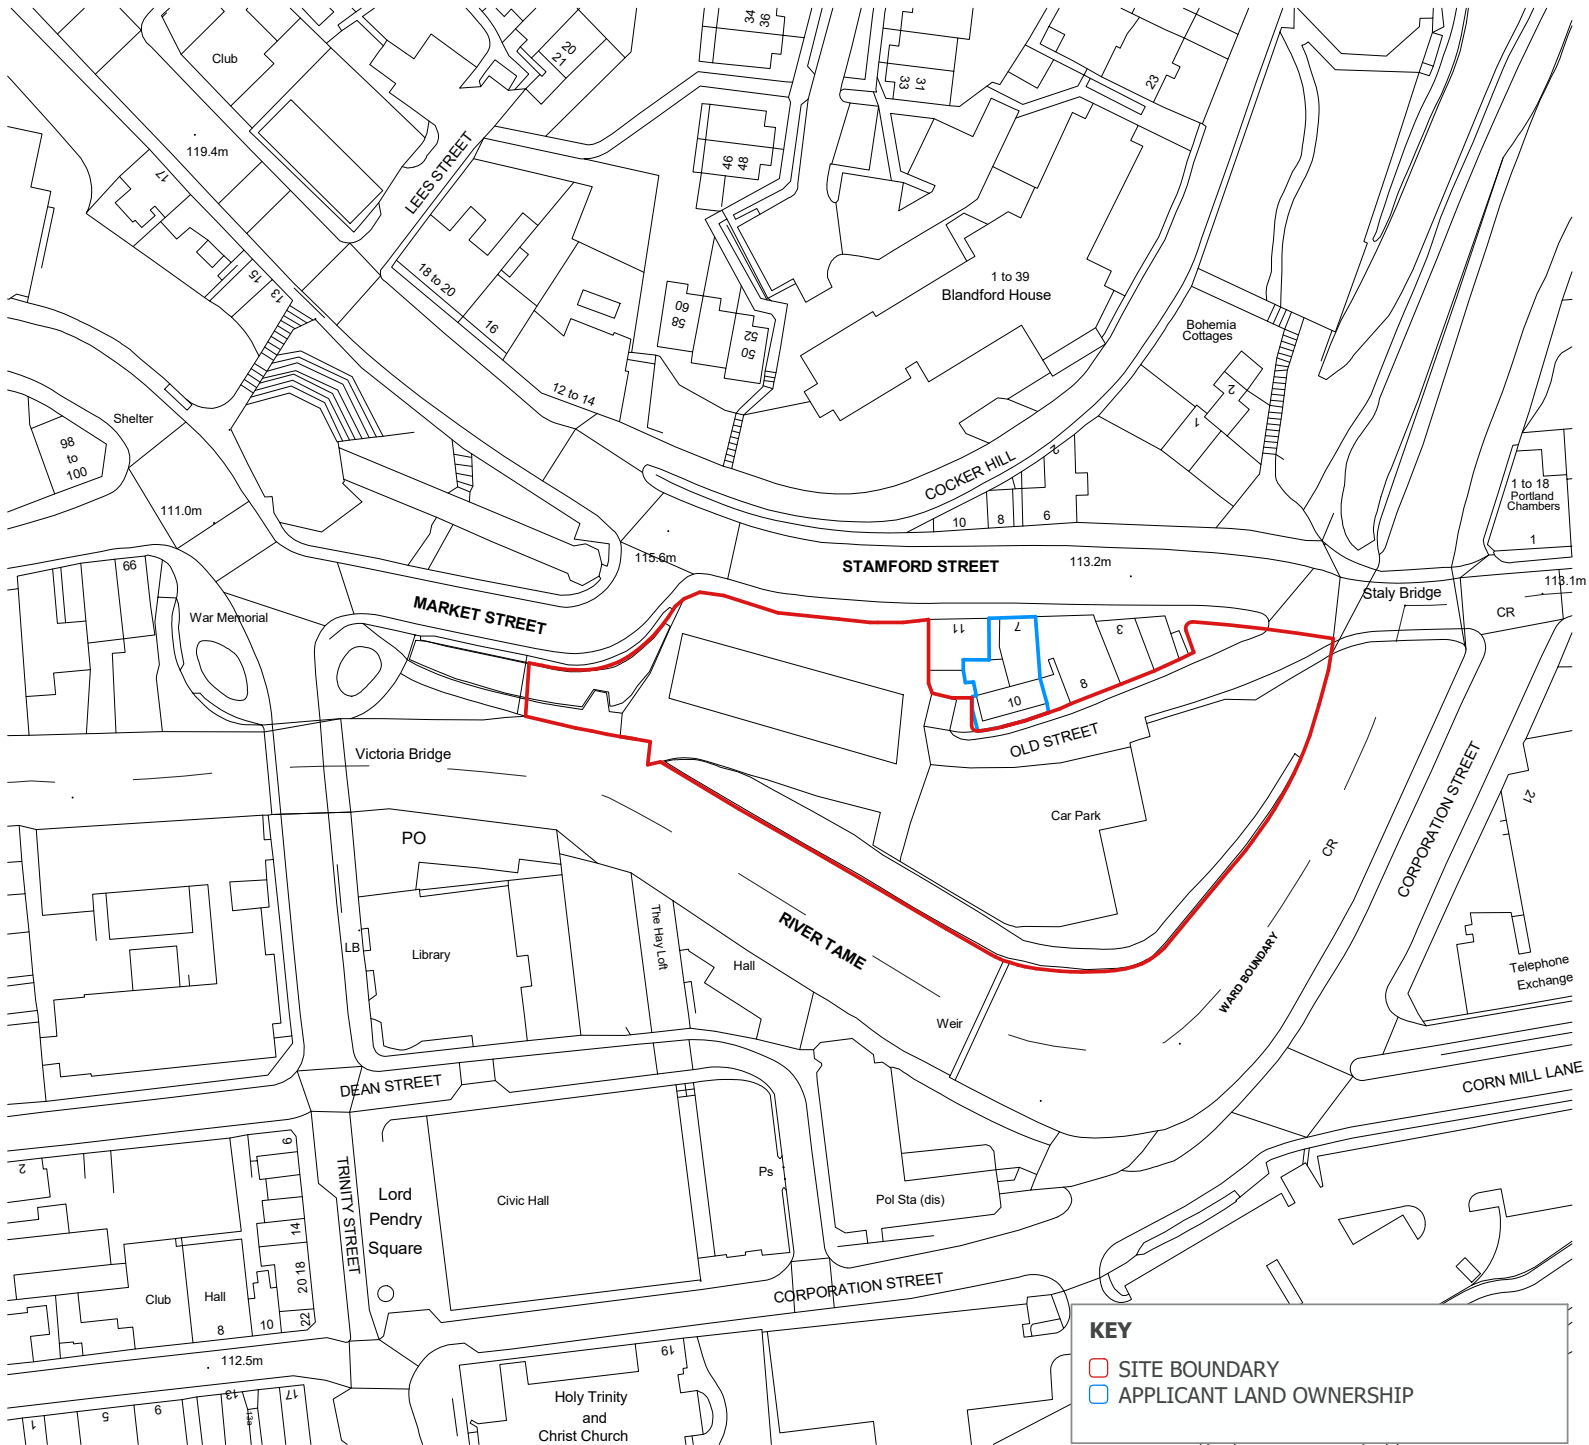 Club
20
21
34
36
33
31
23
119.4m
LEES STREET
46
48
17
15
13
18 to 20
16
12 to 14
60
58
52
50
1 to 39
Blandford House
Bohemia
Cottages
2
1
Shelter
98
to
100
111.0m
COCKER HILL
2
10
8
6
1 to 18
Portland
Chambers
1
66
115.6m
STAMFORD STREET
113.2m
113.1m
Staly Bridge
CR
War Memorial
MARKET STREET
11
7
3
8
10
OLD STREET
Victoria Bridge
Car Park
21
CORPORATION STREET
CR
PO
LB
Library
The Hay Loft
Hall
RIVER TAME
Weir
WARD BOUNDARY
Telephone
Exchange
DEAN STREET
CORN MILL LANE
2
6
TRINITY STREET
Lord
Pendry
Square
Civic Hall
Ps
Pol Sta (dis)
14
20 18
22
Club
Hall
8
10
CORPORATION STREET
112.5m
19
1
5
9
13
13a
17
Holy Trinity
and
Christ Church
KEY
SITE BOUNDARY
APPLICANT LAND OWNERSHIP